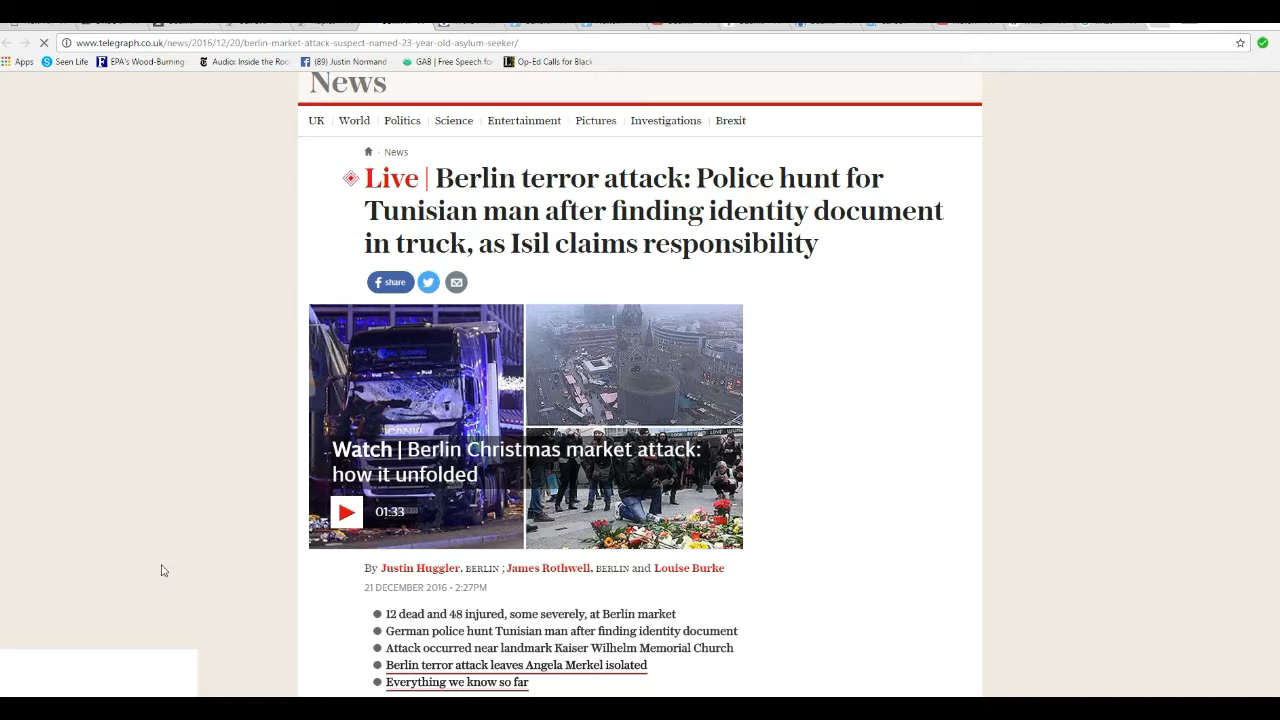 www.telegraph.co.uk/news/2016/12/20/berlin-market-attack-suspect-named-23-year-old-asylum-seeker/
Apps Seen Life EPA's Wood-Burning Audio: Inside the Roc (89) Justin Normand GAB | Free Speech for Op-Ed Calls for Black
News
UK World Politics Science Entertainment Pictures Investigations Brexit
News
Live | Berlin terror attack: Police hunt for
Tunisian man after finding identity document
in truck, as Isil claims responsibility
f share
SCANIA
Watch | Berlin Christmas market attack:
how it unfolded
01:33
By Justin Huggler, BERLIN ; James Rothwell, BERLIN and Louise Burke
21 DECEMBER 2016 • 2:27PM
12 dead and 48 injured, some severely, at Berlin market
German police hunt Tunisian man after finding identity document
Attack occurred near landmark Kaiser Wilhelm Memorial Church
Berlin terror attack leaves Angela Merkel isolated
Everything we know so far